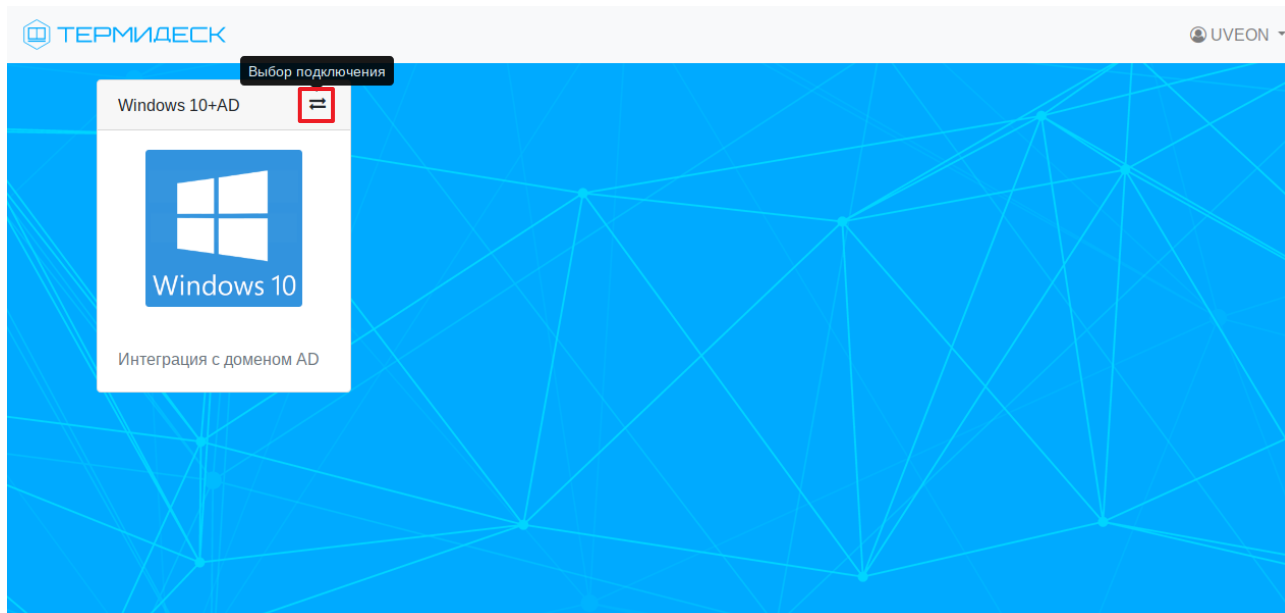 ТЕРМИДЕСК
UVEON
Выбор подключения
Windows 10+AD
Windows 10
Интеграция с доменом AD